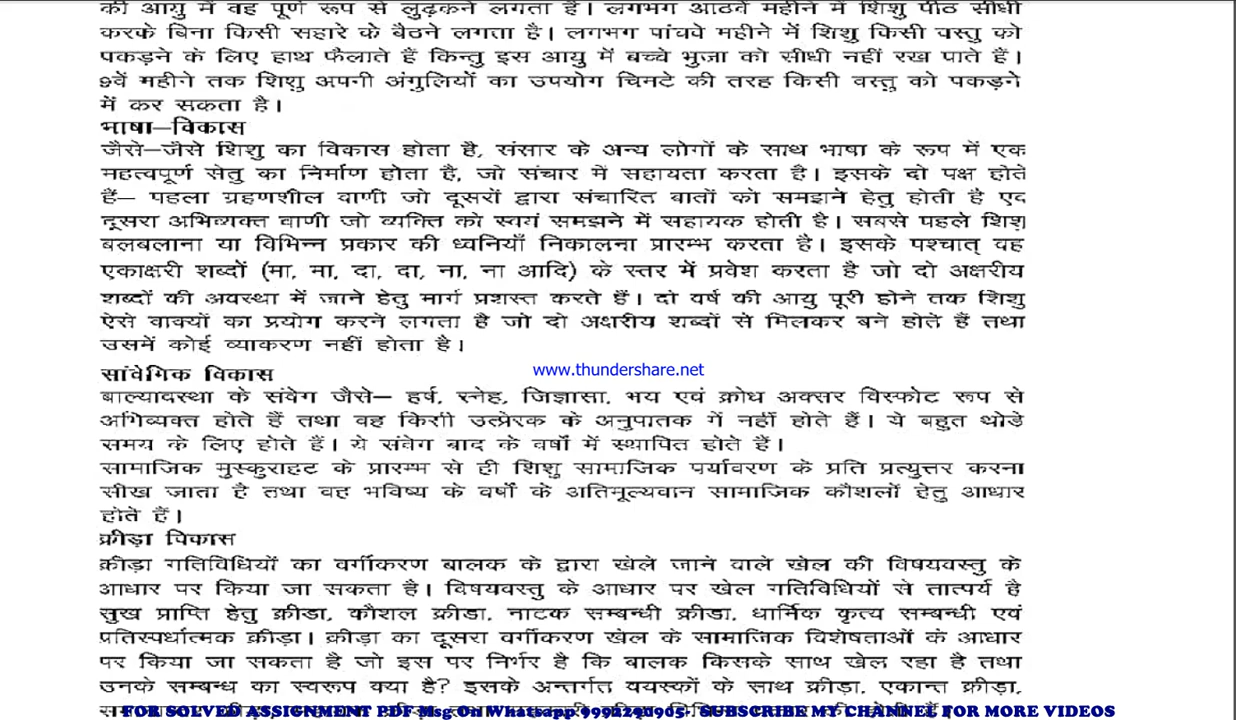 की आयु में वह पूर्ण रूप से लुढ़कने लगता है। लगभग आठवें महीने में शिशु पीठ सीधी
करके बिना किसी सहारे के बैठने लगता है। लगभग पांचवे महीने में शिशु किसी वस्तु को
पकड़ने के लिए हाथ फैलाते हैं किन्तु इस आयु में बच्चे भुजा को सीधी नहीं रख पाते हैं।
9वें महीने तक शिशु अपनी अंगुलियों का उपयोग चिमटे की तरह किसी वस्तु को पकड़ने
में कर सकता है।
भाषा–विकास
जैसे–जैसे शिशु का विकास होता है, संसार के अन्य लोगों के साथ भाषा के रूप में एक
महत्वपूर्ण सेतु का निर्माण होता है, जो संचार में सहायता करता है। इसके दो पक्ष होते
हैं– पहला ग्रहणशील वाणी जो दूसरों द्वारा संचारित बातों को समझने हेतु होती है एवं
दूसरा अभिव्यक्त वाणी जो व्यक्ति को स्वयं समझने में सहायक होती है। सबसे पहले शिशु
बलबलाना या विभिन्न प्रकार की ध्वनियाँ निकालना प्रारम्भ करता है। इसके पश्चात् वह
एकाक्षरी शब्दों (मा, मा, दा, दा, ना, ना आदि) के स्तर में प्रवेश करता है जो दो अक्षरीय
शब्दों की अवस्था में जाने हेतु मार्ग प्रशस्त करते हैं। दो वर्ष की आयु पूरी होने तक शिशु
ऐसे वाक्यों का प्रयोग करने लगता है जो दो अक्षरीय शब्दों से मिलकर बने होते हैं तथा
उसमें कोई व्याकरण नहीं होता है।
www.thundershare.net
सांवेगिक विकास
बाल्यावस्था के संवेग जैसे– हर्ष, स्नेह, जिज्ञासा, भय एवं क्रोध अक्सर विस्फोट रूप से
अभिव्यक्त होते हैं तथा वह किसी उत्प्रेरक के अनुपातक में नहीं होते हैं। ये बहुत थोडे
समय के लिए होते हैं। ये संवेग बाद के वर्षों में स्थापित होते हैं।
सामाजिक मुस्कुराहट के प्रारम्भ से ही शिशु सामाजिक पर्यावरण के प्रति प्रत्युत्तर करना
सीख जाता है तथा वह भविष्य के वर्षों के अतिमूल्यवान सामाजिक कौशलों हेतु आधार
होते हैं।
क्रीड़ा विकास
क्रीड़ा गतिविधियों का वर्गीकरण बालक के द्वारा खेले जाने वाले खेल की विषयवस्तु के
आधार पर किया जा सकता है। विषयवस्तु के आधार पर खेल गतिविधियों से तात्पर्य है
सुख प्राप्ति हेतु क्रीडा, कौशल क्रीडा, नाटक सम्बन्धी क्रीडा, धार्मिक कृत्य सम्बन्धी एवं
प्रतिस्पर्धात्मक क्रीड़ा। क्रीड़ा का दूसरा वर्गीकरण खेल के सामाजिक विशेषताओं के आधार
पर किया जा सकता है जो इस पर निर्भर है कि बालक किसके साथ खेल रहा है तथा
उनके सम्बन्ध का स्वरूप क्या है? इसके अन्तर्गत वयस्कों के साथ क्रीड़ा, एकान्त क्रीड़ा,
FOR SOLVED ASSIGNMENT PDF Msg On Whatsapp 9992240905- SUBSCRIBE MY CHANNEL FOR MORE VIDEOS